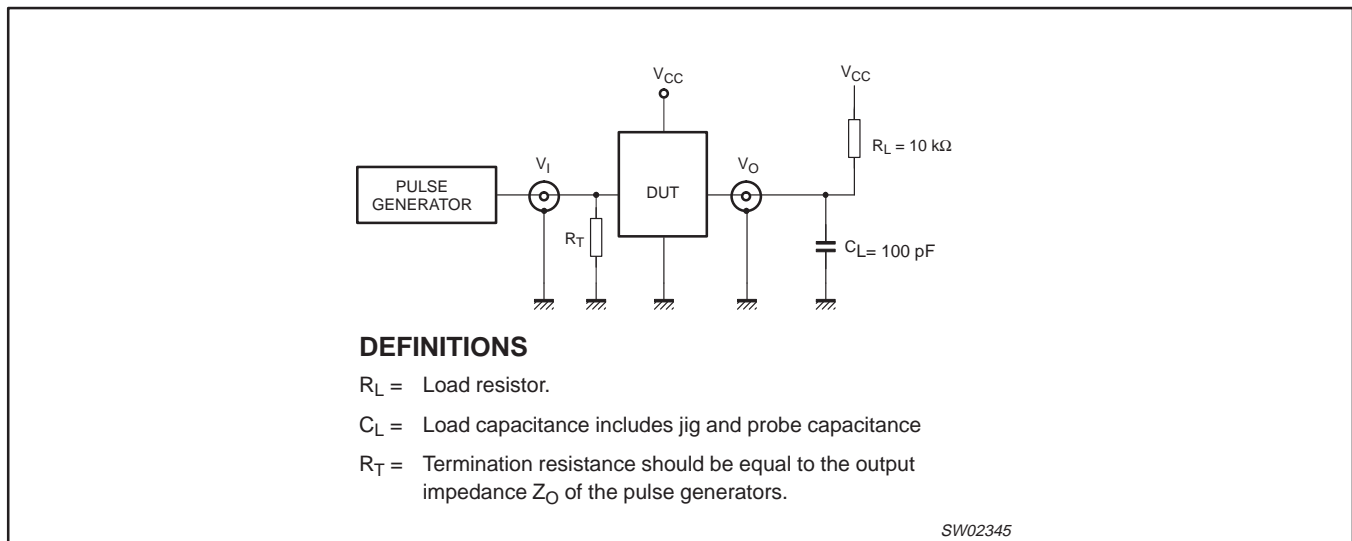 V_CC
V_CC
R_L = 10 kΩ
V_I
V_O
PULSE
GENERATOR
DUT
R_T
C_L= 100 pF
DEFINITIONS
R_L = Load resistor.
C_L = Load capacitance includes jig and probe capacitance
R_T = Termination resistance should be equal to the output
impedance Z_O of the pulse generators.
SW02345